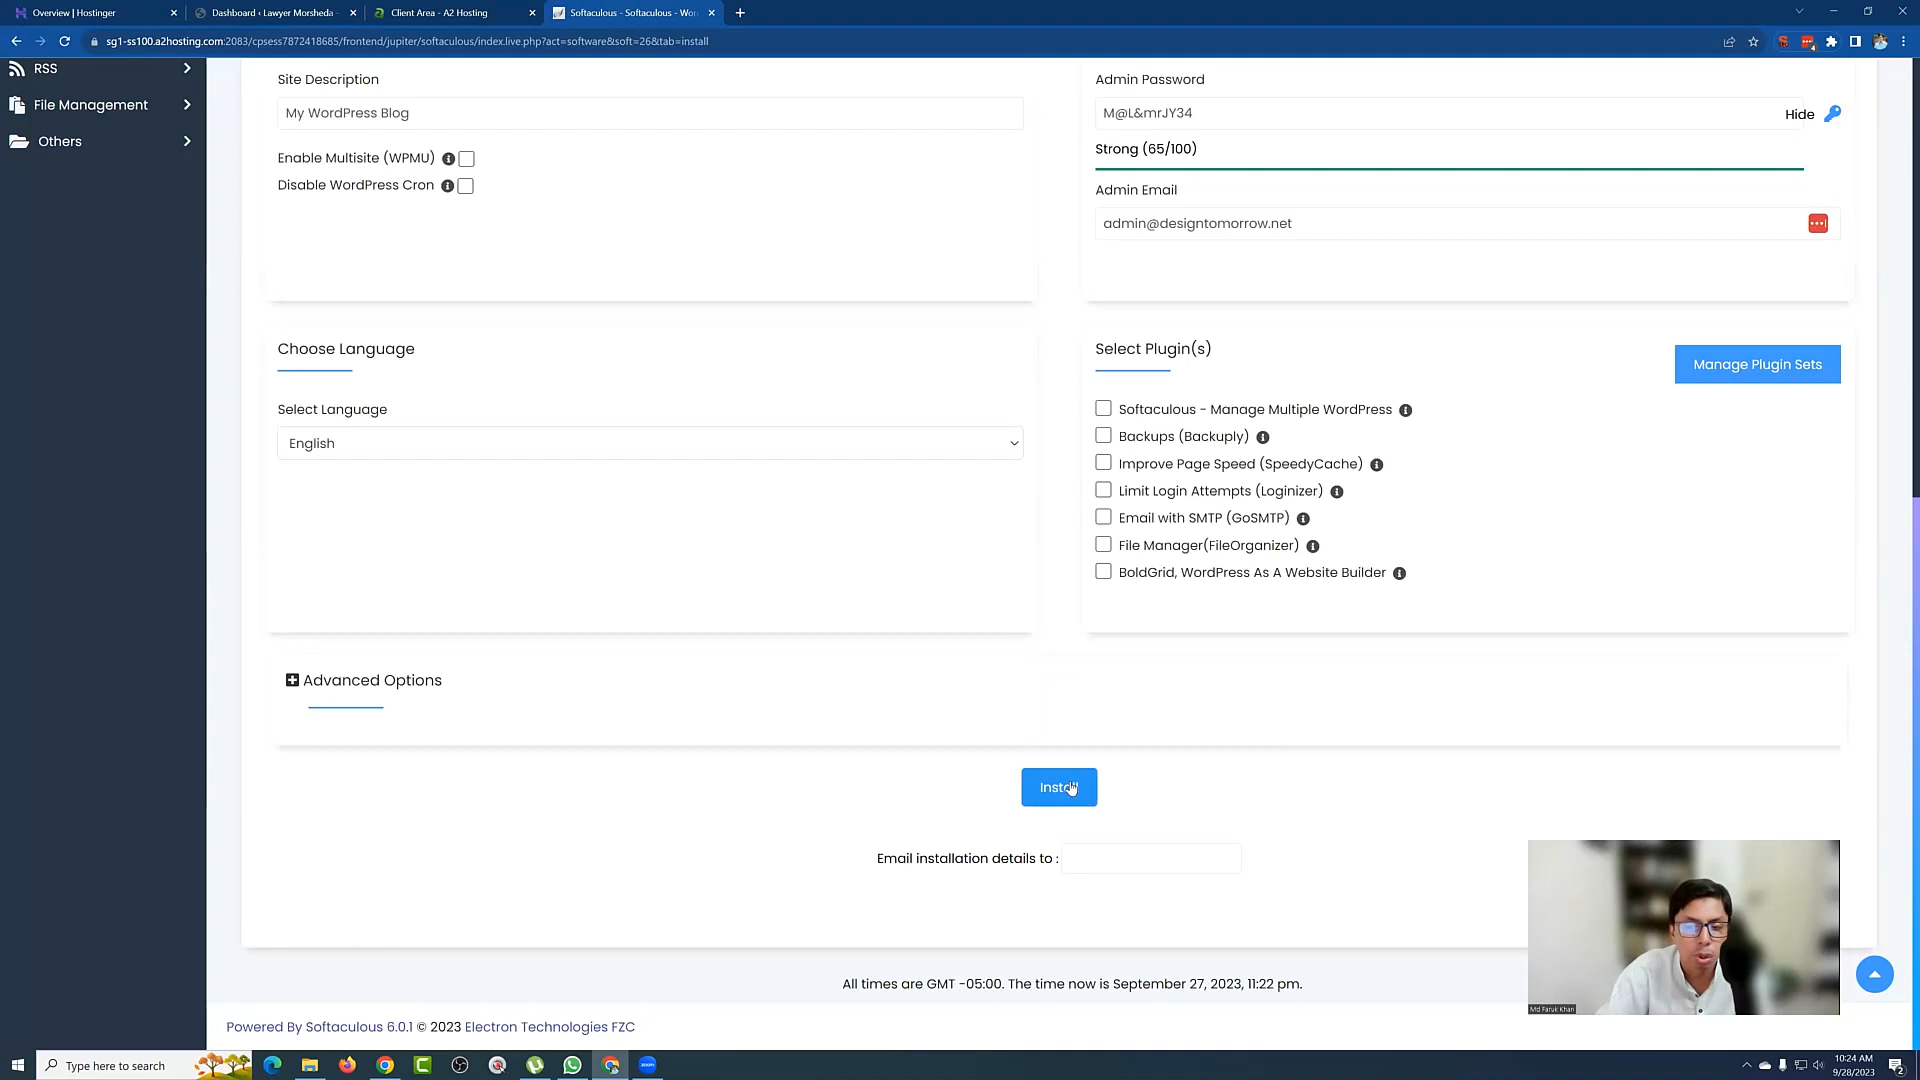 Overview | Hostinger
Dashboard ‹ Lawyer Morsheda
Client Area - A2 Hosting
Softaculous - Softaculous - Wor
sg1-ss100.a2hosting.com:2083/cpsess7872418685/frontend/jupiter/softaculous/index.live.php?act=software&soft=26&tab=install
RSS
File Management
Others
Site Description
My WordPress Blog
Enable Multisite (WPMU)
Disable WordPress Cron
Admin Password
M@L&mrJY34
Hide
Strong (65/100)
Admin Email
admin@designtomorrow.net
Choose Language
Select Language
English
Select Plugin(s)
Manage Plugin Sets
Softaculous - Manage Multiple WordPress
Backups (Backuply)
Improve Page Speed (SpeedyCache)
Limit Login Attempts (Loginizer)
Email with SMTP (GoSMTP)
File Manager(FileOrganizer)
BoldGrid, WordPress As A Website Builder
Advanced Options
Install
Email installation details to :
All times are GMT -05:00. The time now is September 27, 2023, 11:22 pm.
Powered By Softaculous 6.0.1 © 2023 Electron Technologies FZC
Md Faruk Khan
Type here to search
zoom
10:24 AM
9/28/2023
2